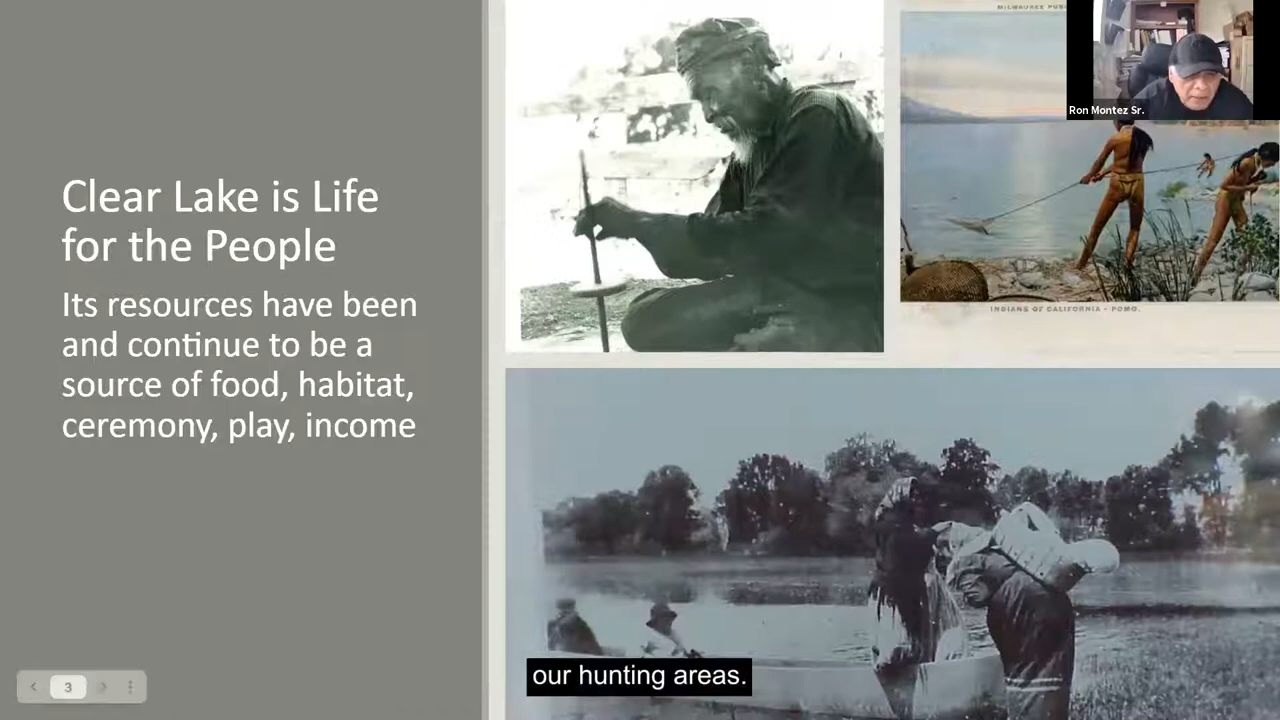 Clear Lake is Life
for the People
Its resources have been
and continue to be a
source of food, habitat,
ceremony, play, income
Ron Montez Sr.
INDIANS OF CALIFORNIA - POMO.
our hunting areas.
3